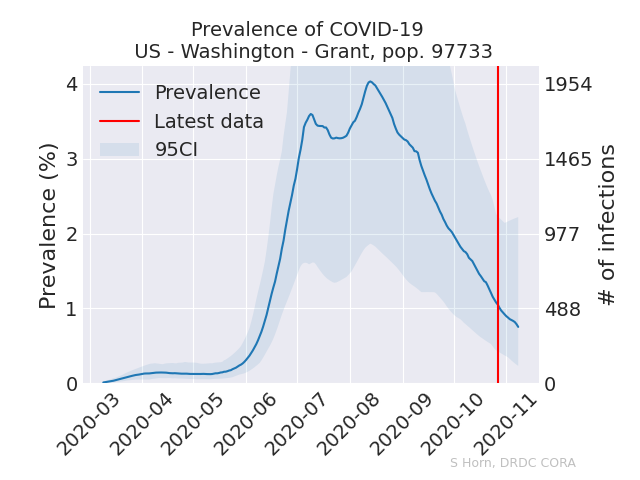 Prevalence of COVID-19
US - Washington - Grant, pop. 97733
Prevalence
Latest data
95CI
Prevalence (%)
4
3
2
1
0
1954
1465
977
488
0
# of infections
2020-03
2020-04
2020-05
2020-06
2020-07
2020-08
2020-09
2020-10
2020-11
S Horn, DRDC CORA